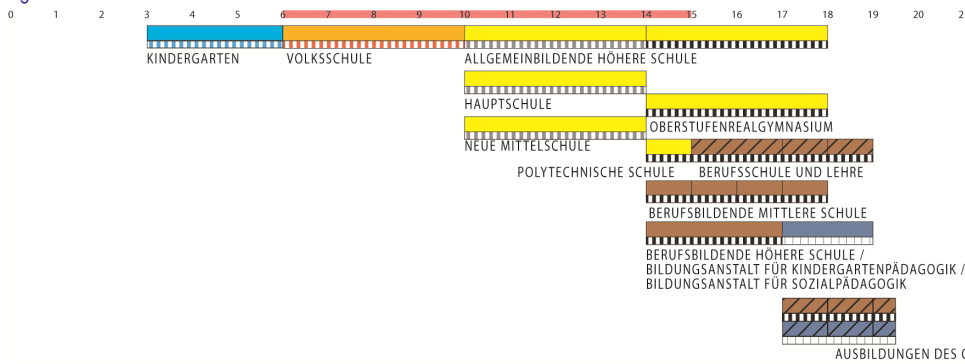 0 1 2 3 4 5 6 7 8 9 10 11 12 13 14 15 16 17 18 19 20
KINDERGARTEN VOLKSSCHULE ALLGEMEINBILDENDE HÖHERE SCHULE
HAUPTSCHULE
OBERSTUFENREALGYMNASIUM
NEUE MITTELSCHULE
POLYTECHNISCHE SCHULE BERUFSSCHULE UND LEHRE
BERUFSBILDENDE MITTLERE SCHULE
BERUFSBILDENDE HÖHERE SCHULE /
BILDUNGSANSTALT FÜR KINDERGARTENPÄDAGOGIK /
BILDUNGSANSTALT FÜR SOZIALPÄDAGOGIK
AUSBILDUNGEN DES